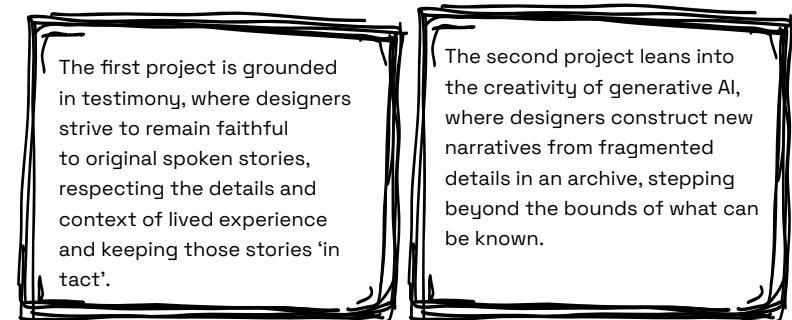 The first project is grounded
in testimony, where designers
strive to remain faithful
to original spoken stories,
respecting the details and
context of lived experience
and keeping those stories ‘in
tact’.
The second project leans into
the creativity of generative AI,
where designers construct new
narratives from fragmented
details in an archive, stepping
beyond the bounds of what can
be known.